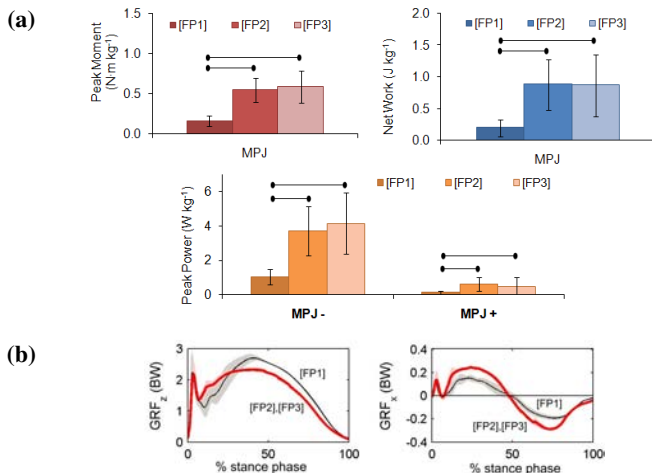 (a)
[FP1] [FP2] [FP3]
Peak Moment
(N·m kg⁻¹)
1.5
1.0
0.5
0.0
MPJ
[FP1] [FP2] [FP3]
Net Work (J kg⁻¹)
2.0
1.5
1.0
0.5
0.0
MPJ
[FP1] [FP2] [FP3]
Peak Power (W kg⁻¹)
6
4
2
0
MPJ - MPJ +
(b)
GRF_z (BW)
3
2
1
0
[FP1]
[FP2],[FP3]
0 50 100
% stance phase
GRF_x (BW)
0.4
0.2
0
-0.2
-0.4
[FP1]
[FP2],[FP3]
0 50 100
% stance phase